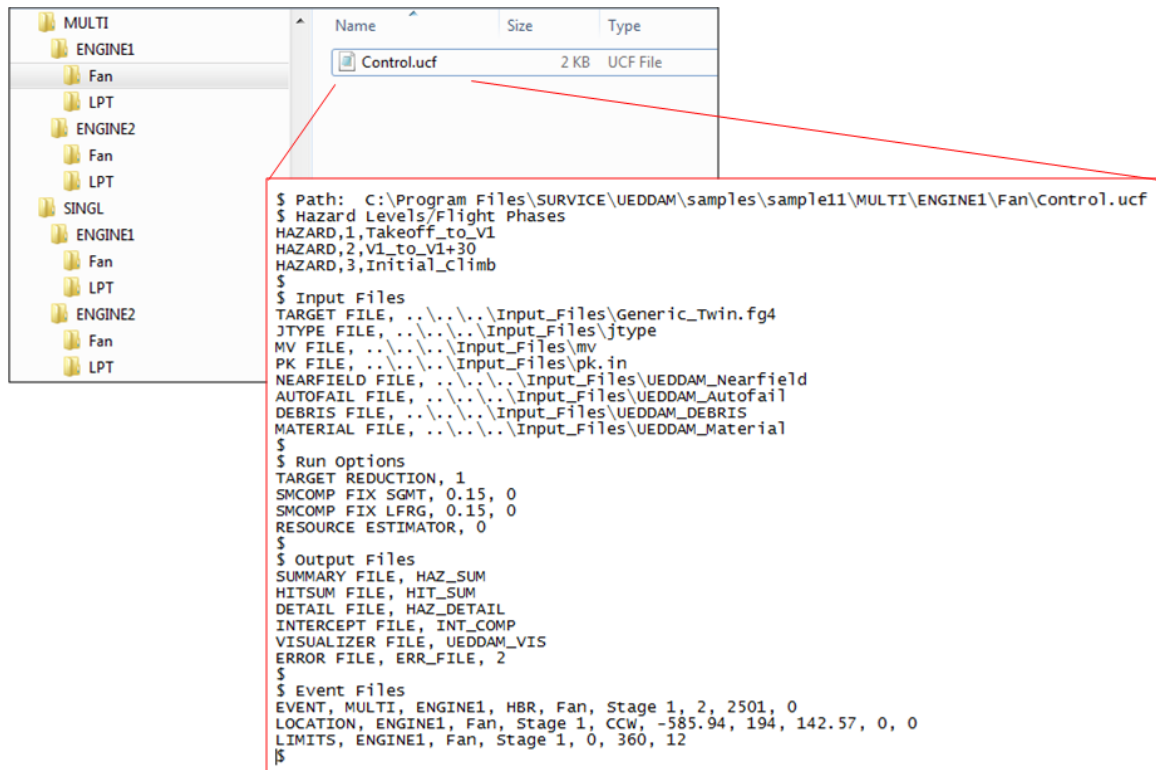 MULTI
ENGINE1
Fan
LPT
ENGINE2
Fan
LPT
SINGL
ENGINE1
Fan
LPT
ENGINE2
Fan
LPT
Name Size Type
Control.ucf 2 KB UCF File
$ Path:  C:\Program Files\SURVICE\UEDDAM\samples\sample11\MULTI\ENGINE1\Fan\Control.ucf
$ Hazard Levels/Flight Phases
HAZARD,1,Takeoff_to_V1
HAZARD,2,V1_to_V1+30
HAZARD,3,Initial_Climb
$
$ Input Files
TARGET FILE, ..\..\..\Input_Files\Generic_Twin.fg4
JTYPE FILE, ..\..\..\Input_Files\jtype
MV FILE, ..\..\..\Input_Files\mv
PK FILE, ..\..\..\Input_Files\pk.in
NEARFIELD FILE, ..\..\..\Input_Files\UEDDAM_Nearfield
AUTOFAIL FILE, ..\..\..\Input_Files\UEDDAM_Autofail
DEBRIS FILE, ..\..\..\Input_Files\UEDDAM_DEBRIS
MATERIAL FILE, ..\..\..\Input_Files\UEDDAM_Material
$
$ Run Options
TARGET REDUCTION, 1
SMCOMP FIX SGMT, 0.15, 0
SMCOMP FIX LFRG, 0.15, 0
RESOURCE ESTIMATOR, 0
$
$ Output Files
SUMMARY FILE, HAZ_SUM
HITSUM FILE, HIT_SUM
DETAIL FILE, HAZ_DETAIL
INTERCEPT FILE, INT_COMP
VISUALIZER FILE, UEDDAM_VIS
ERROR FILE, ERR_FILE, 2
$
$ Event Files
EVENT, MULTI, ENGINE1, HBR, Fan, Stage 1, 2, 2501, 0
LOCATION, ENGINE1, Fan, Stage 1, CCW, -585.94, 194, 142.57, 0, 0
LIMITS, ENGINE1, Fan, Stage 1, 0, 360, 12
$